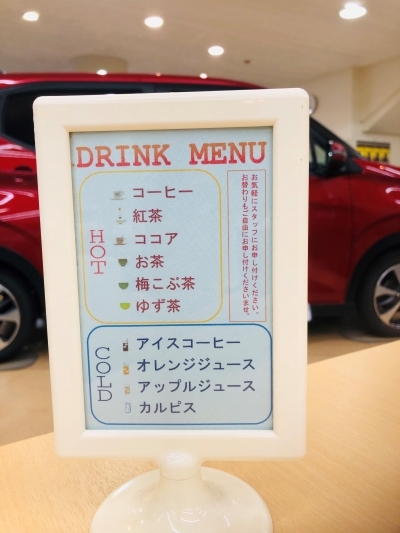 DRINK MENU
HOT
コーヒー
紅茶
ココア
お茶
梅こぶ茶
ゆず茶
お気軽にスタッフにお申し付けください。
お替わりもご自由にお申し付けくださいませ。
COLD
アイスコーヒー
オレンジジュース
アップルジュース
カルピス